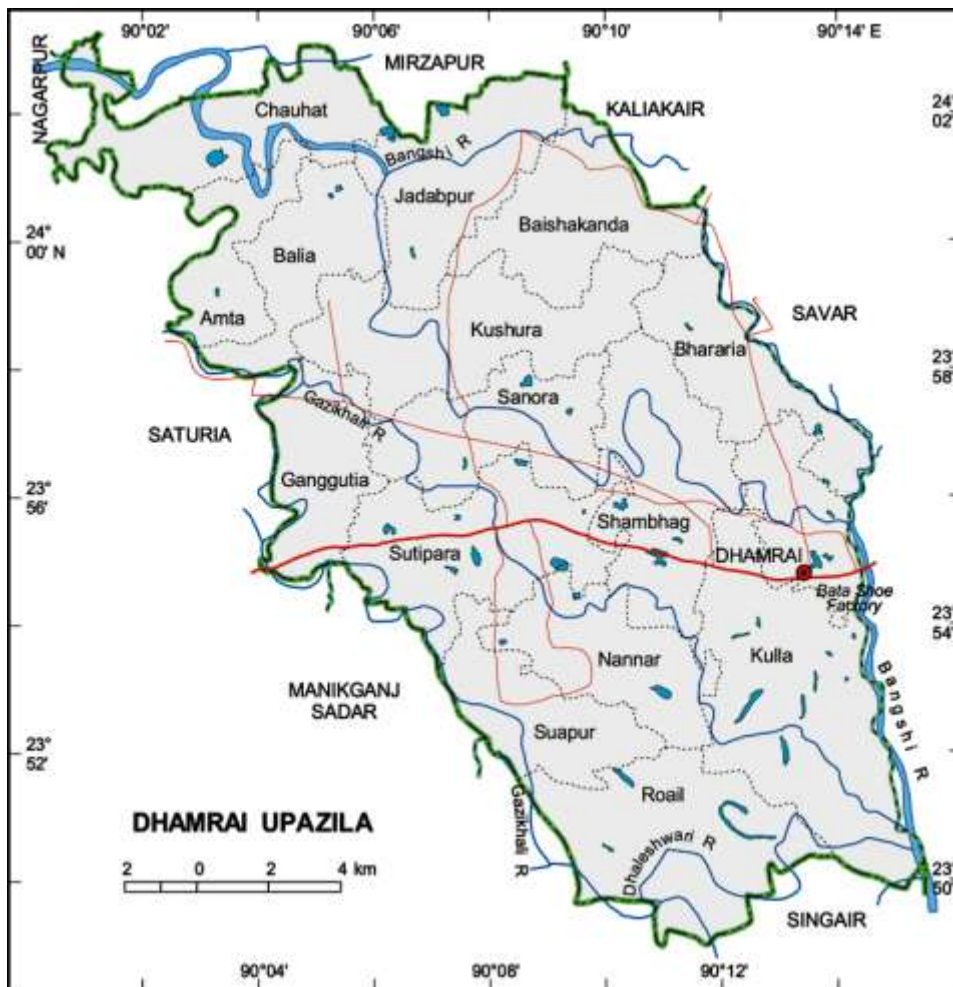 90°02' 90°06' 90°10' 90°14' E
NAGARPUR
MIRZAPUR
KALIAKAIR
24°
02'
Chauhat
Bangshi R
Jadabpur
Baishakanda
24°
00' N
Balia
Amta
SAVAR
Kushura
Bhararia
23°
58'
Sanora
Gazikhali R
SATURIA
Ganggutia
23°
56'
Shambhag
Sutipara
DHAMRAI
Bata Shoe
Factory
23°
54'
Nannar
Kulla
MANIKGANJ
SADAR
Bangshi R
Suapur
23°
52'
Roail
DHAMRAI UPAZILA
Gazikhali R
Dhaleshwari R
2 0 2 4 km
23°
50'
SINGAIR
90°04' 90°08' 90°12'